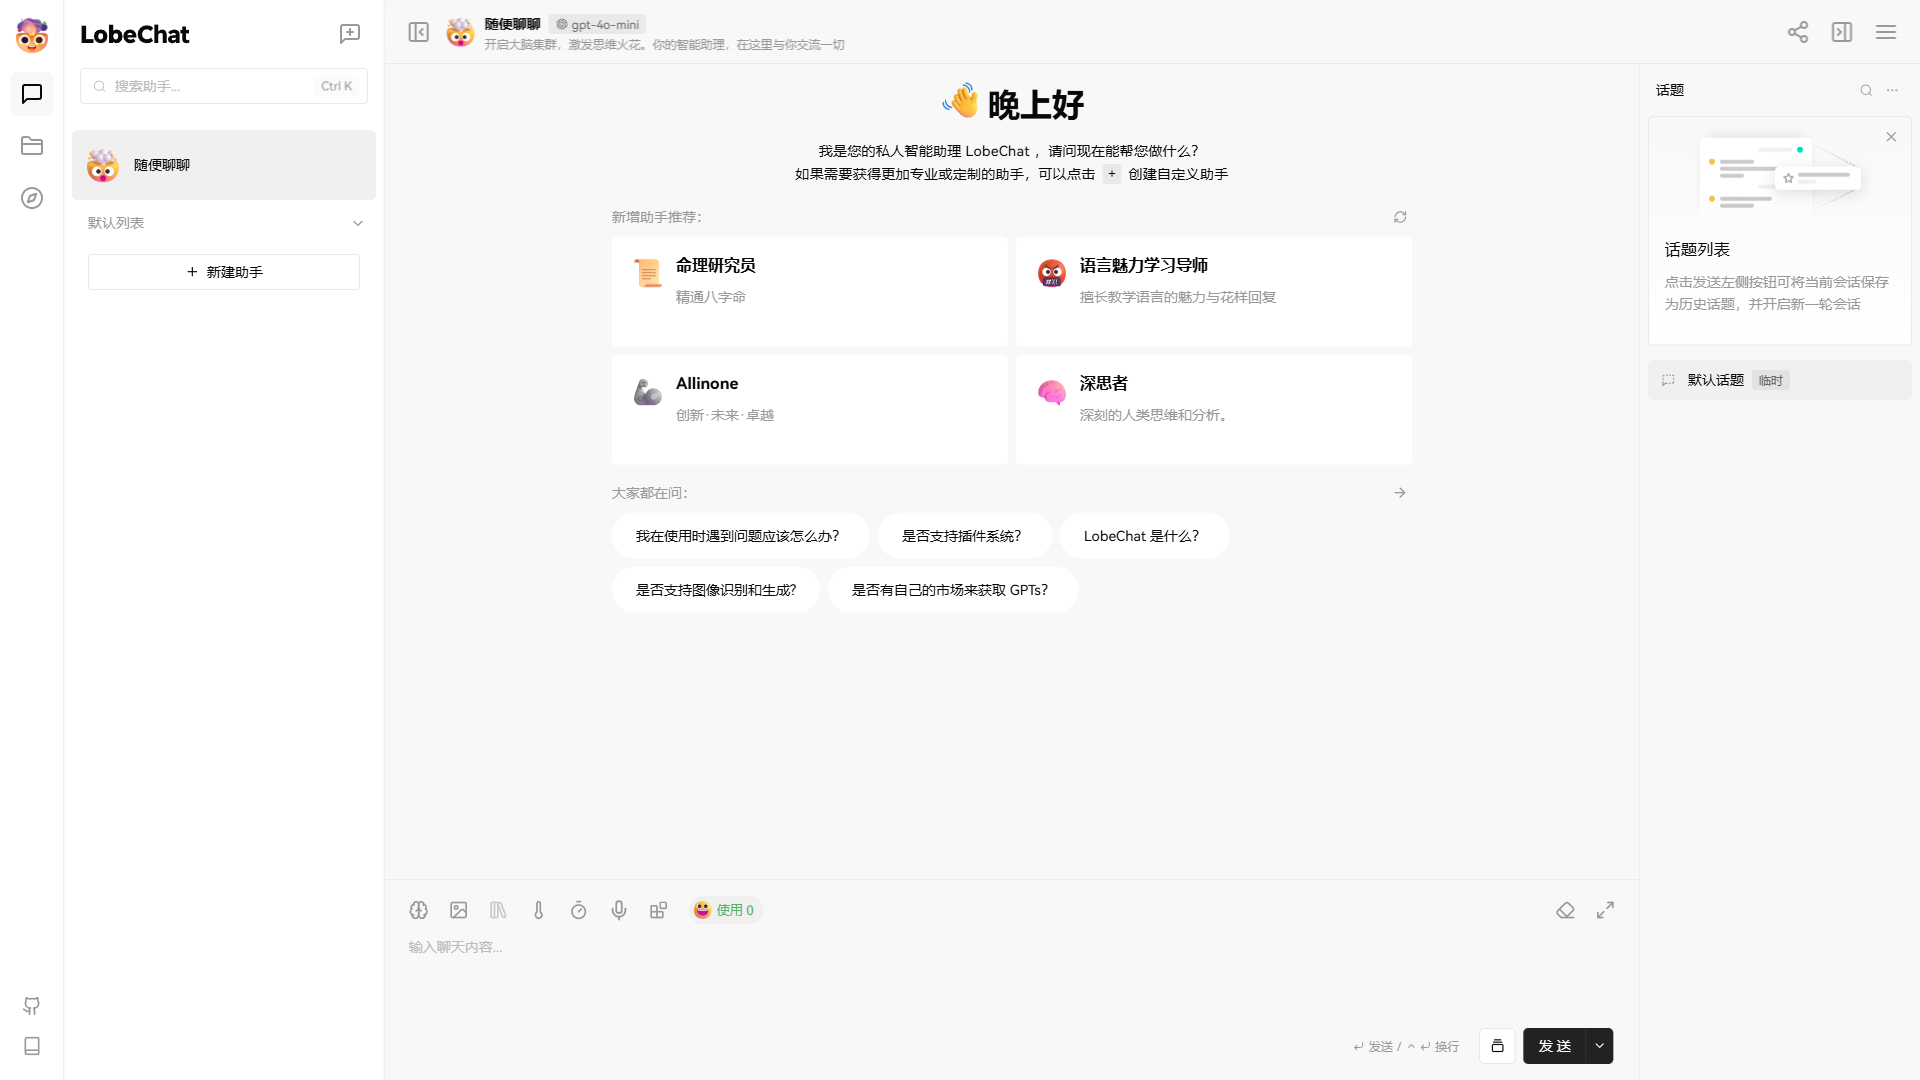 LobeChat
搜索助手...
Ctrl K
随便聊聊
默认列表
新建助手
随便聊聊
gpt-4o-mini
开启大脑集群，激发思维火花。你的智能助理，在这里与你交流一切
晚上好
我是您的私人智能助理 LobeChat ，请问现在能帮您做什么？
如果需要获得更加专业或定制的助手，可以点击 + 创建自定义助手
新增助手推荐：
命理研究员
精通八字命
语言魅力学习导师
#%!
擅长教学语言的魅力与花样回复
Allinone
创新·未来·卓越
深思者
深刻的人类思维和分析。
大家都在问：
我在使用时遇到问题应该怎么办？
是否支持插件系统？
LobeChat 是什么？
是否支持图像识别和生成？
是否有自己的市场来获取 GPTs？
使用 0
输入聊天内容...
↵ 发送 / ⌃ ↵ 换行
发 送
话题
话题列表
点击发送左侧按钮可将当前会话保存
为历史话题，并开启新一轮会话
默认话题
临时